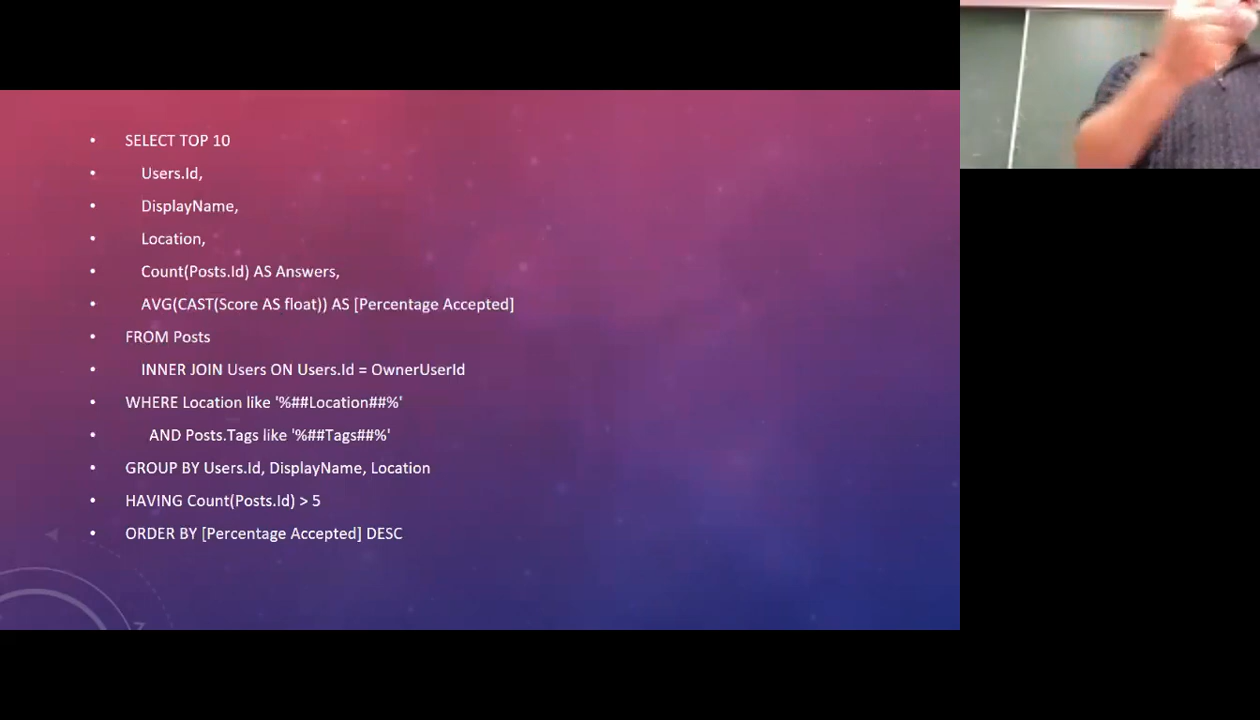 • SELECT TOP 10
• Users.Id,
• DisplayName,
• Location,
• Count(Posts.Id) AS Answers,
• AVG(CAST(Score AS float)) AS [Percentage Accepted]
• FROM Posts
• INNER JOIN Users ON Users.Id = OwnerUserId
• WHERE Location like '%##Location##%'
• AND Posts.Tags like '%##Tags##%'
• GROUP BY Users.Id, DisplayName, Location
• HAVING Count(Posts.Id) > 5
• ORDER BY [Percentage Accepted] DESC